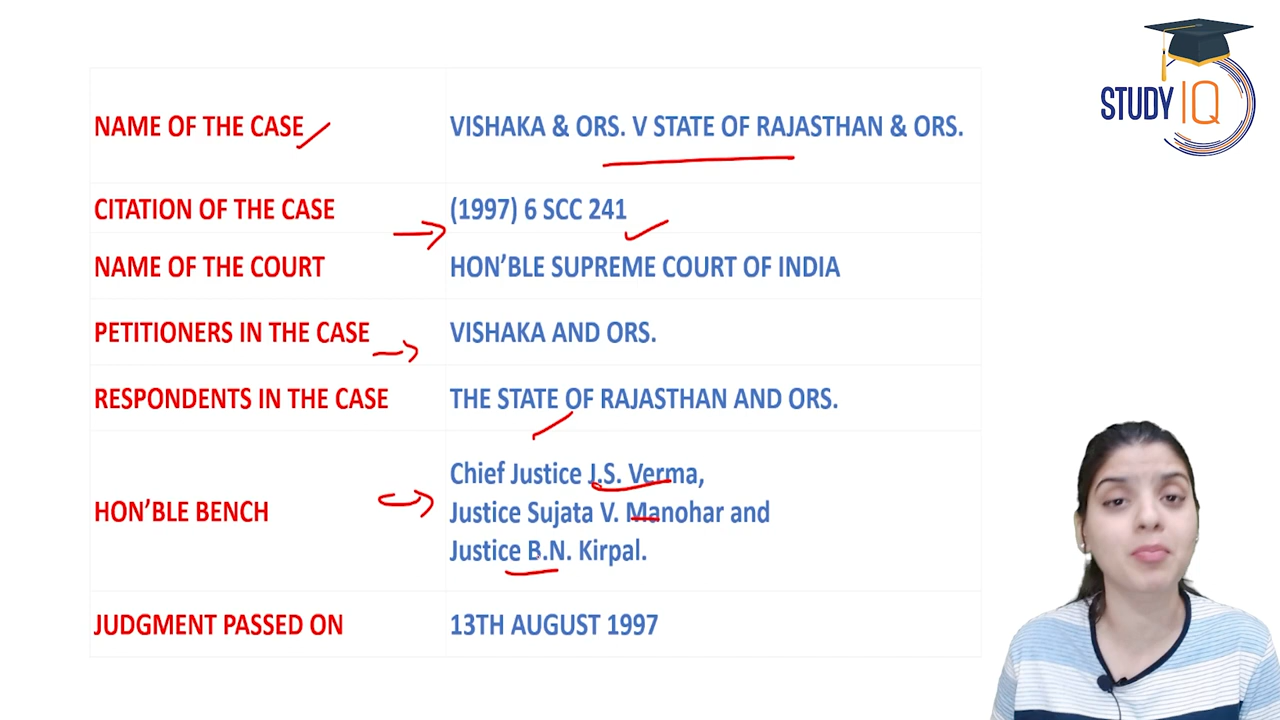 STUDY IQ
NAME OF THE CASE
VISHAKA & ORS. V STATE OF RAJASTHAN & ORS.
CITATION OF THE CASE
(1997) 6 SCC 241
NAME OF THE COURT
HON’BLE SUPREME COURT OF INDIA
PETITIONERS IN THE CASE
VISHAKA AND ORS.
RESPONDENTS IN THE CASE
THE STATE OF RAJASTHAN AND ORS.
HON’BLE BENCH
Chief Justice J.S. Verma,
Justice Sujata V. Manohar and
Justice B.N. Kirpal.
JUDGMENT PASSED ON
13TH AUGUST 1997